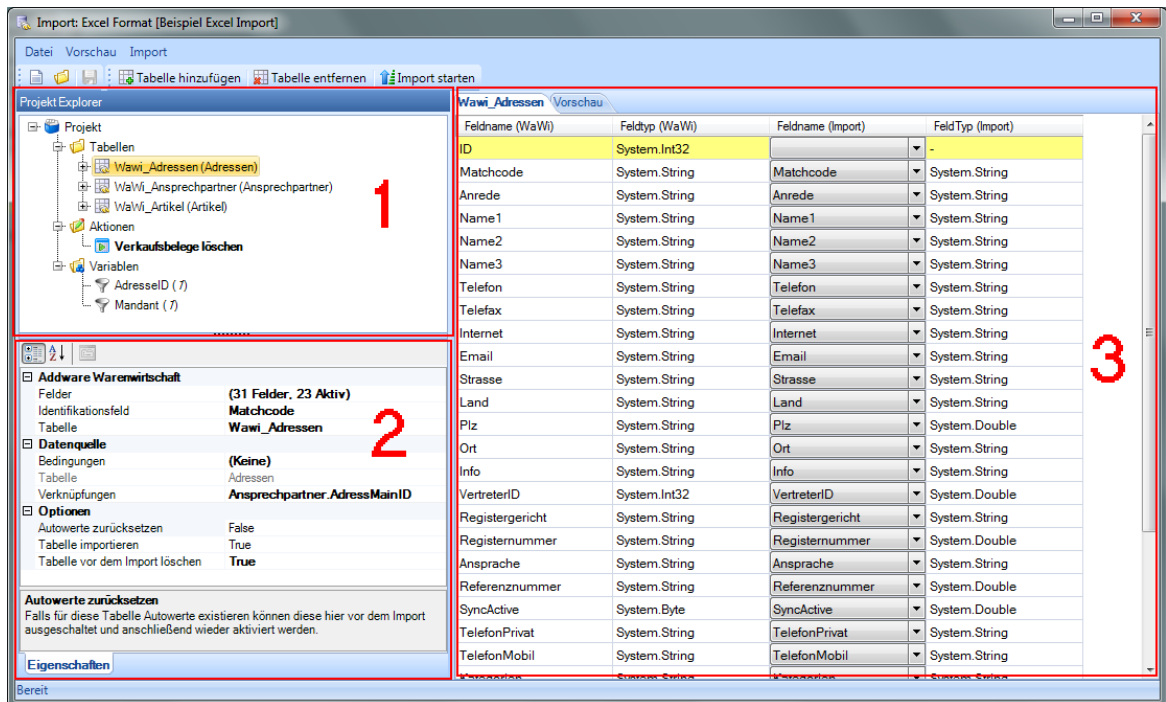 Import: Excel Format [Beispiel Excel Import]
Datei Vorschau Import
Tabelle hinzufügen Tabelle entfernen Import starten
Projekt Explorer
Projekt
Tabellen
Wawi_Adressen (Adressen)
WaWi_Ansprechpartner (Ansprechpartner)
WaWi_Artikel (Artikel)
Aktionen
Verkaufsbelege löschen
Variablen
AdresseID (1)
Mandant (1)
1
Addware Warenwirtschaft
Felder (31 Felder, 23 Aktiv)
Identifikationsfeld Matchcode
Tabelle Wawi_Adressen
Datenquelle
Bedingungen (Keine)
Tabelle Adressen
Verknüpfungen Ansprechpartner.AdressMainID
Optionen
Autowerte zurücksetzen False
Tabelle importieren True
Tabelle vor dem Import löschen True
2
Autowerte zurücksetzen
Falls für diese Tabelle Autowerte existieren können diese hier vor dem Import
ausgeschaltet und anschließend wieder aktiviert werden.
Eigenschaften
Wawi_Adressen Vorschau
Feldname (WaWi) Feldtyp (WaWi) Feldname (Import) FeldTyp (Import)
ID System.Int32 -
Matchcode System.String Matchcode System.String
Anrede System.String Anrede System.String
Name1 System.String Name1 System.String
Name2 System.String Name2 System.String
Name3 System.String Name3 System.String
Telefon System.String Telefon System.String
Telefax System.String Telefax System.String
Internet System.String Internet System.String
Email System.String Email System.String
Strasse System.String Strasse System.String
Land System.String Land System.String
Plz System.String Plz System.Double
Ort System.String Ort System.String
Info System.String Info System.String
VertreterID System.Int32 VertreterID System.Double
Registergericht System.String Registergericht System.String
Registernummer System.String Registernummer System.String
Ansprache System.String Ansprache System.String
Referenznummer System.String Referenznummer System.Double
SyncActive System.Byte SyncActive System.Double
TelefonPrivat System.String TelefonPrivat System.String
TelefonMobil System.String TelefonMobil System.String
Kategorien System.String Kategorien System.String
3
Bereit